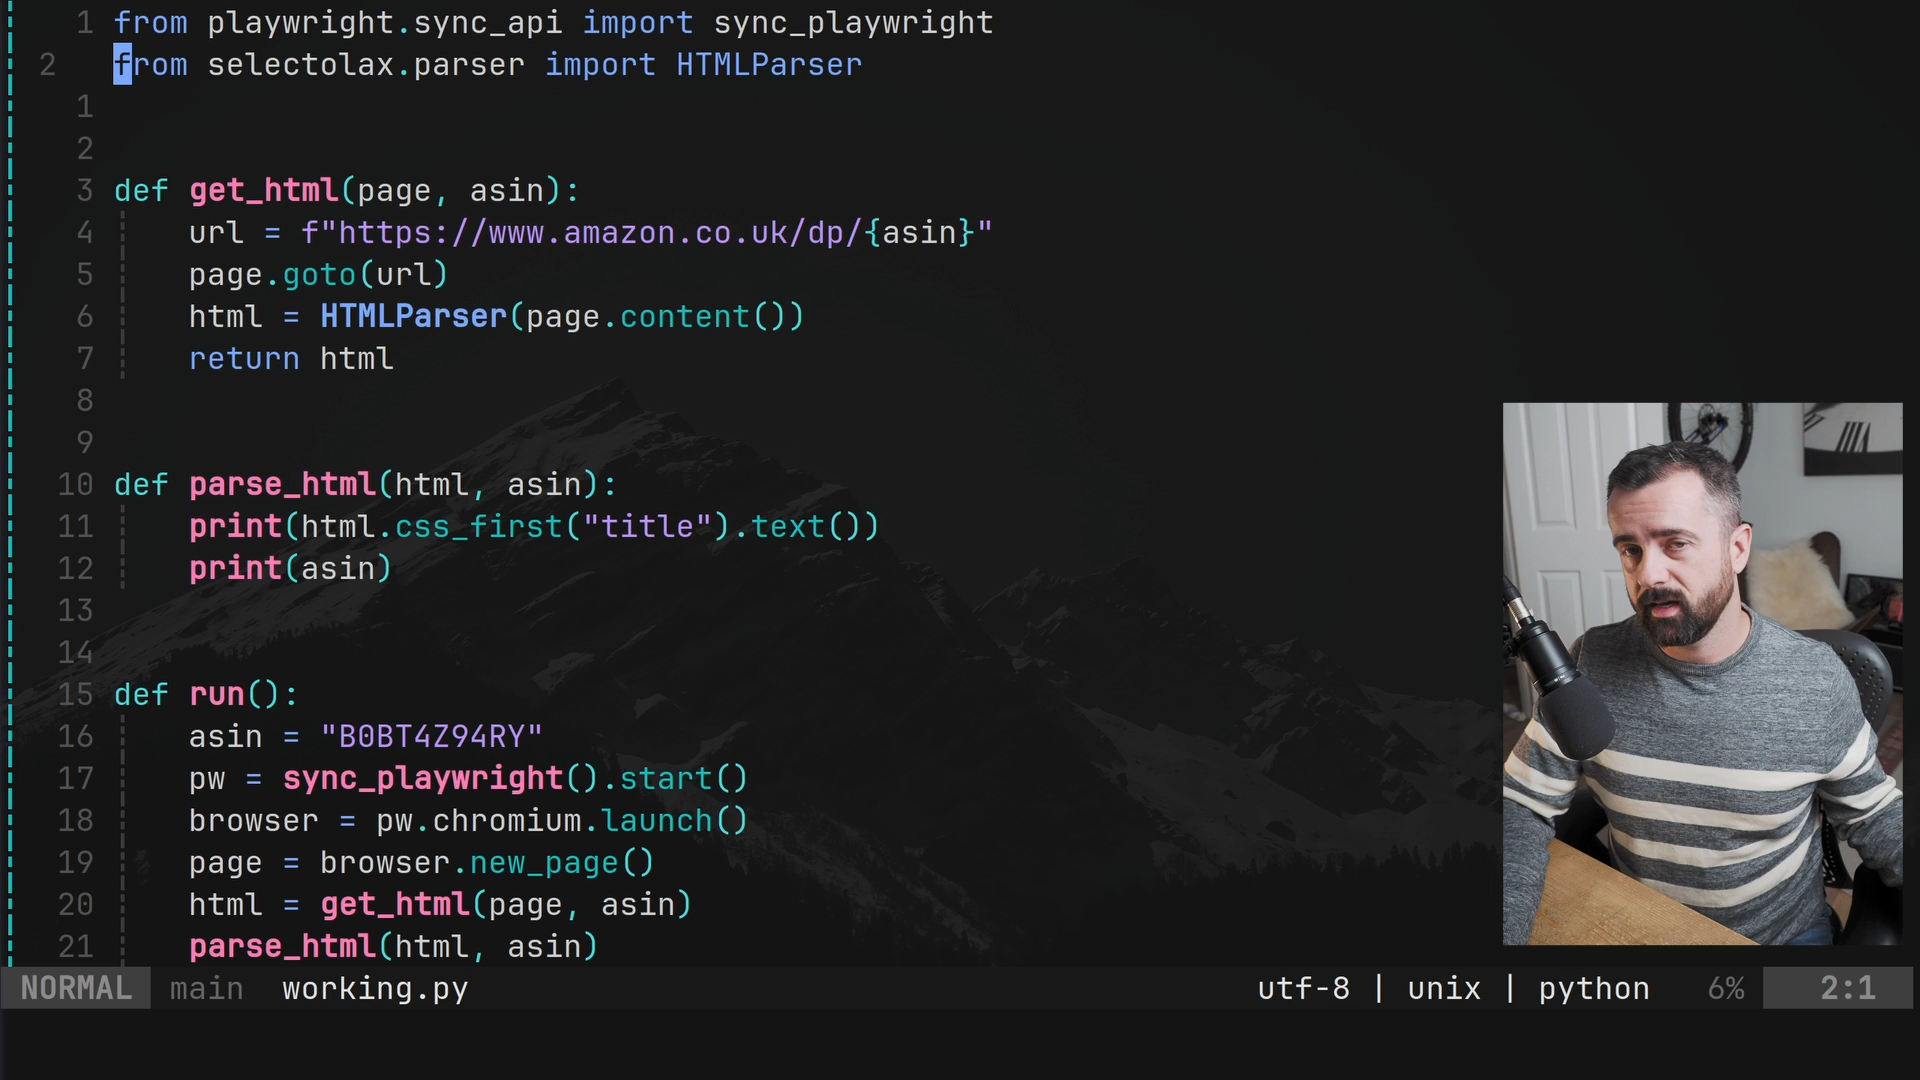 1 from playwright.sync_api import sync_playwright
2 from selectolax.parser import HTMLParser
1
2
3 def get_html(page, asin):
4     url = f"https://www.amazon.co.uk/dp/{asin}"
5     page.goto(url)
6     html = HTMLParser(page.content())
7     return html
8
9
10 def parse_html(html, asin):
11     print(html.css_first("title").text())
12     print(asin)
13
14
15 def run():
16     asin = "B0BT4Z94RY"
17     pw = sync_playwright().start()
18     browser = pw.chromium.launch()
19     page = browser.new_page()
20     html = get_html(page, asin)
21     parse_html(html, asin)
NORMAL main working.py utf-8 | unix | python 6% 2:1